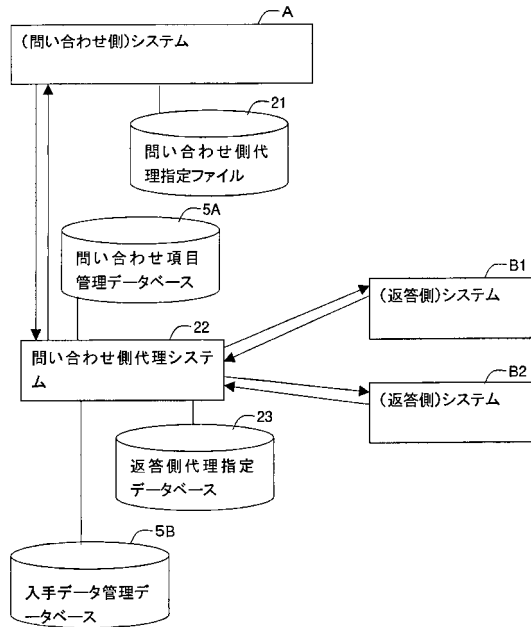 A
(問い合わせ側)システム
21
問い合わせ側代
理指定ファイル
5A
問い合わせ項目
管理データベース
B1
(返答側)システム
22
問い合わせ側代理システ
ム
B2
(返答側)システム
23
返答側代理指定
データベース
5B
入手データ管理デ
ータベース